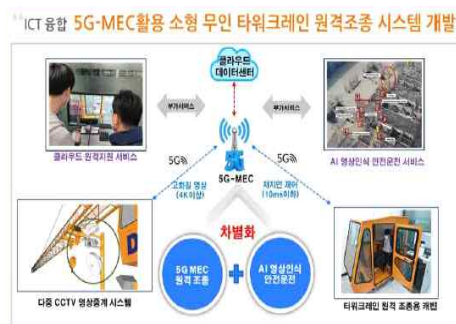 “ICT 융합 5G-MEC활용 소형 무인 타워크레인 원격조종 시스템 개발
클라우드
데이터센터
부가서비스
부가서비스
클라우드 원격지원 서비스
AI 영상인식 안전운전 서비스
5G
5G
5G
5G-MEC
고화질 영상
(4K이상)
저지연 제어
(10ms이하)
차별화
5G MEC
원격 조종
AI 영상인식
안전운전
다중 CCTV 영상중계 시스템
타워크레인 원격 조종용 캐빈